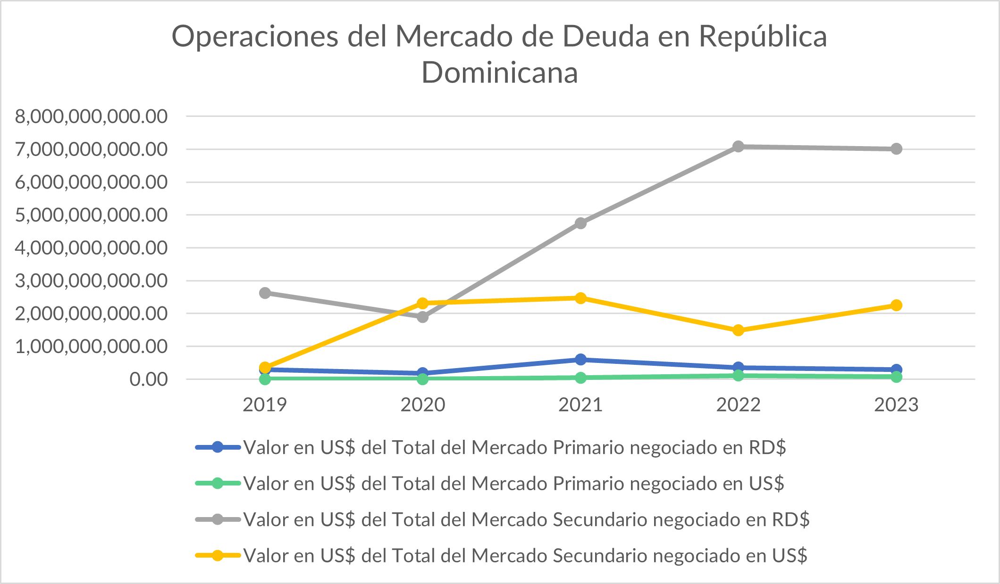 Operaciones del Mercado de Deuda en República
Dominicana
8,000,000,000.00
7,000,000,000.00
6,000,000,000.00
5,000,000,000.00
4,000,000,000.00
3,000,000,000.00
2,000,000,000.00
1,000,000,000.00
0.00
2019 2020 2021 2022 2023
Valor en US$ del Total del Mercado Primario negociado en RD$
Valor en US$ del Total del Mercado Primario negociado en US$
Valor en US$ del Total del Mercado Secundario negociado en RD$
Valor en US$ del Total del Mercado Secundario negociado en US$